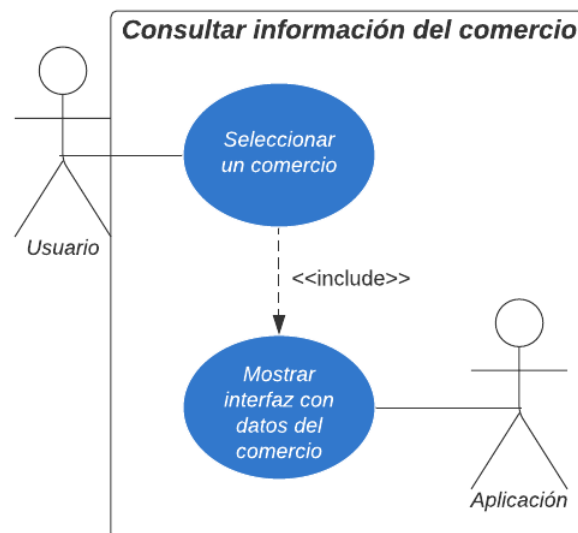 Consultar información del comercio
Seleccionar
un comercio
Usuario
<<include>>
Mostrar
interfaz con
datos del
comercio
Aplicación